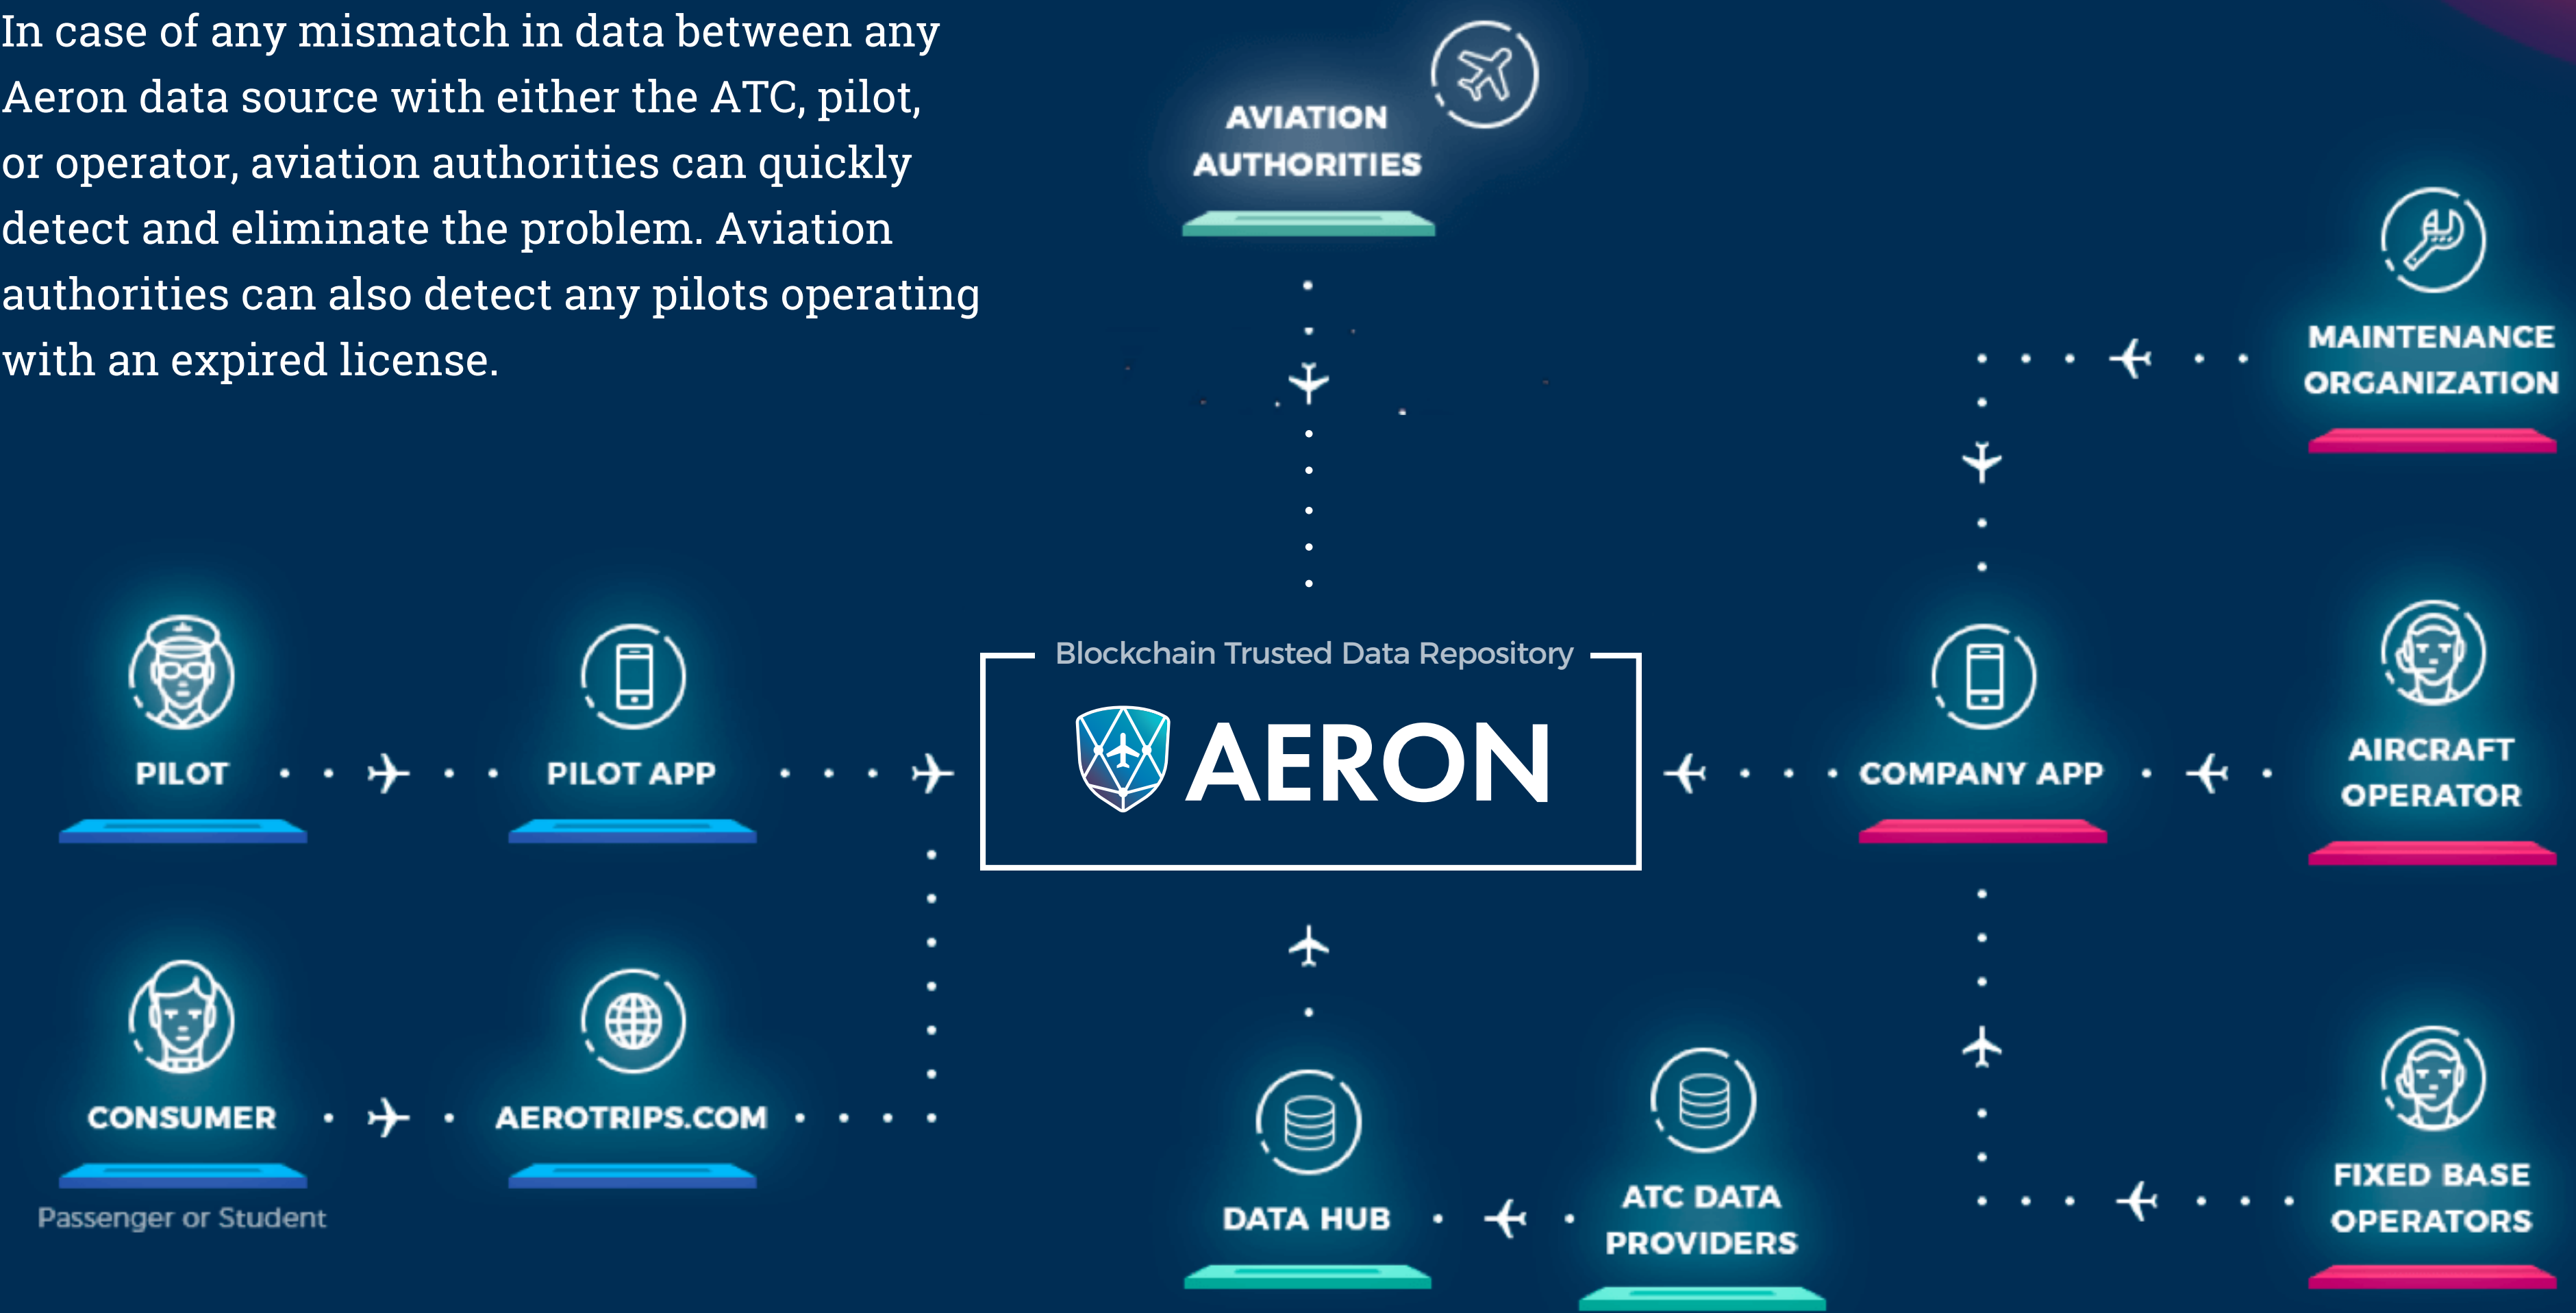 In case of any mismatch in data between any
Aeron data source with either the ATC, pilot,
or operator, aviation authorities can quickly
detect and eliminate the problem. Aviation
authorities can also detect any pilots operating
with an expired license.
AVIATION
AUTHORITIES
MAINTENANCE
ORGANIZATION
Blockchain Trusted Data Repository
AERON
PILOT
PILOT APP
COMPANY APP
AIRCRAFT
OPERATOR
CONSUMER
Passenger or Student
AEROTRIPS.COM
DATA HUB
ATC DATA
PROVIDERS
FIXED BASE
OPERATORS